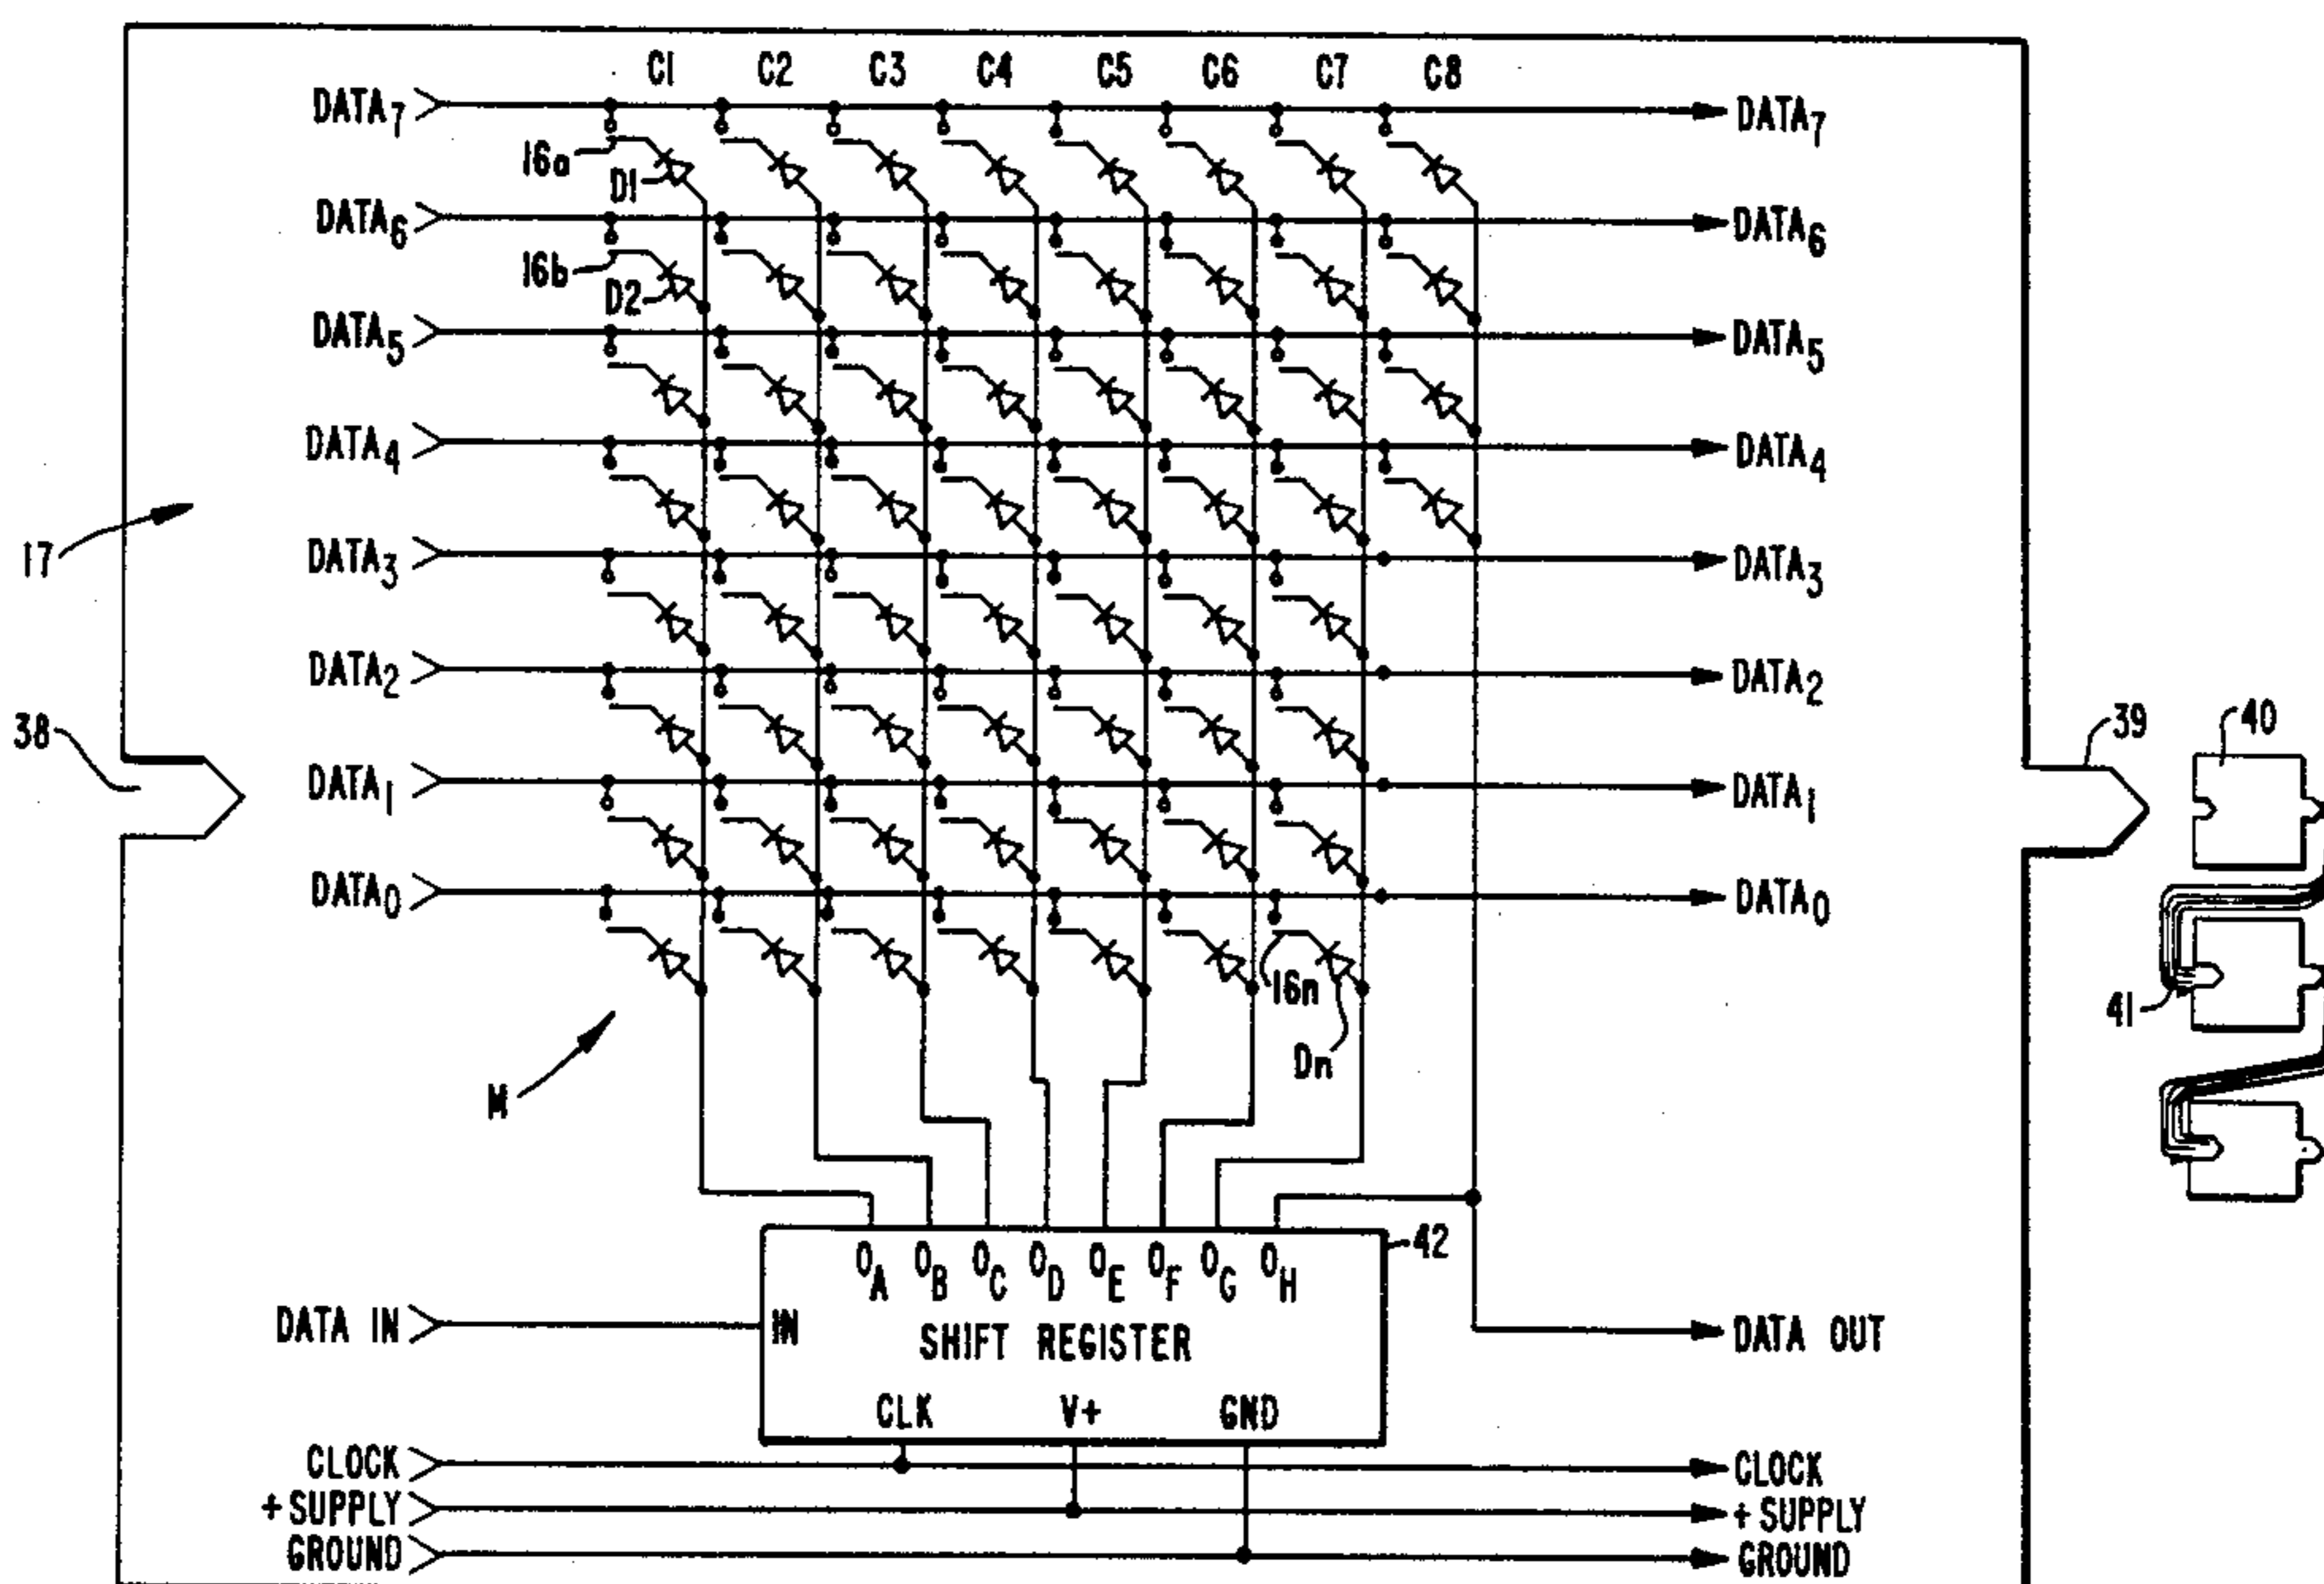 C1 C2 C3 C4 C5 C6 C7 C8
DATA7 DATA7
16a
D1
DATA6 DATA6
16b
D2
DATA5 DATA5
DATA4 DATA4
17
DATA3 DATA3
DATA2 DATA2
38 39 40
DATA1 DATA1
DATA0 DATA0
16n
41
Dn
M
42
OA OB OC OD OE OF OG OH
DATA IN IN SHIFT REGISTER DATA OUT
CLK V+ GND
CLOCK CLOCK
+ SUPPLY + SUPPLY
GROUND GROUND